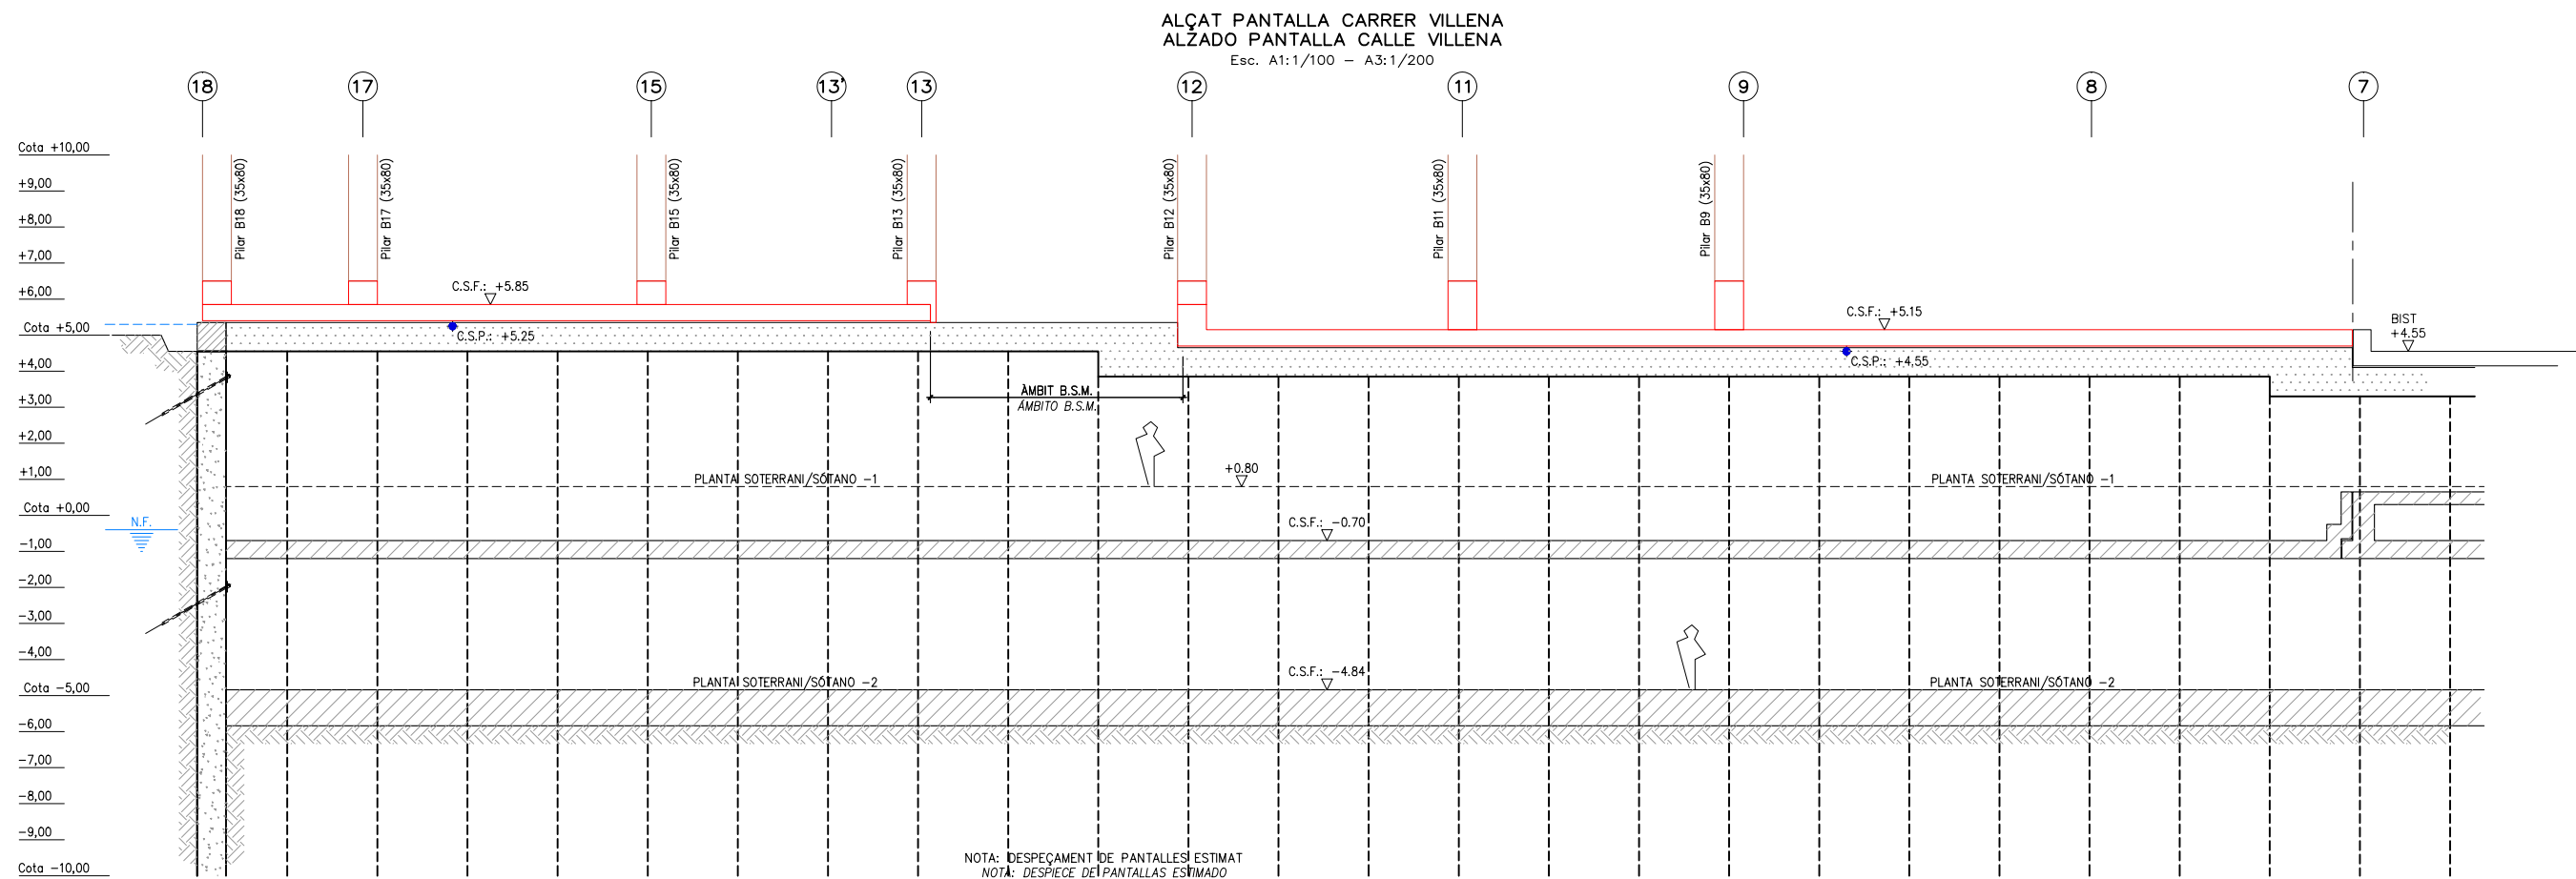 ALÇAT PANTALLA CARRER VILLENA
ALZADO PANTALLA CALLE VILLENA
Esc. A1:1/100 – A3:1/200
18 17 15 13' 13 12 11 9 8 7
Cota +10,00
+9,00
+8,00
+7,00
+6,00
Cota +5,00
+4,00
+3,00
+2,00
+1,00
Cota +0,00
-1,00
-2,00
-3,00
-4,00
Cota -5,00
-6,00
-7,00
-8,00
-9,00
Cota -10,00
Pilar B18 (35x80)
Pilar B17 (35x80)
Pilar B15 (35x80)
Pilar B13 (35x80)
Pilar B12 (35x80)
Pilar B11 (35x80)
Pilar B9 (35x80)
C.S.F.: +5.85
C.S.P.: +5.25
C.S.F.: +5.15
C.S.P.: +4.55
BIST
+4.55
ÀMBIT B.S.M.
ÁMBITO B.S.M.
PLANTA SOTERRANI/SÓTANO -1
+0.80
PLANTA SOTERRANI/SÓTANO -1
N.F.
C.S.F.: -0.70
PLANTA SOTERRANI/SÓTANO -2
C.S.F.: -4.84
PLANTA SOTERRANI/SÓTANO -2
NOTA: DESPEÇAMENT DE PANTALLES ESTIMAT
NOTA: DESPIECE DE PANTALLAS ESTIMADO